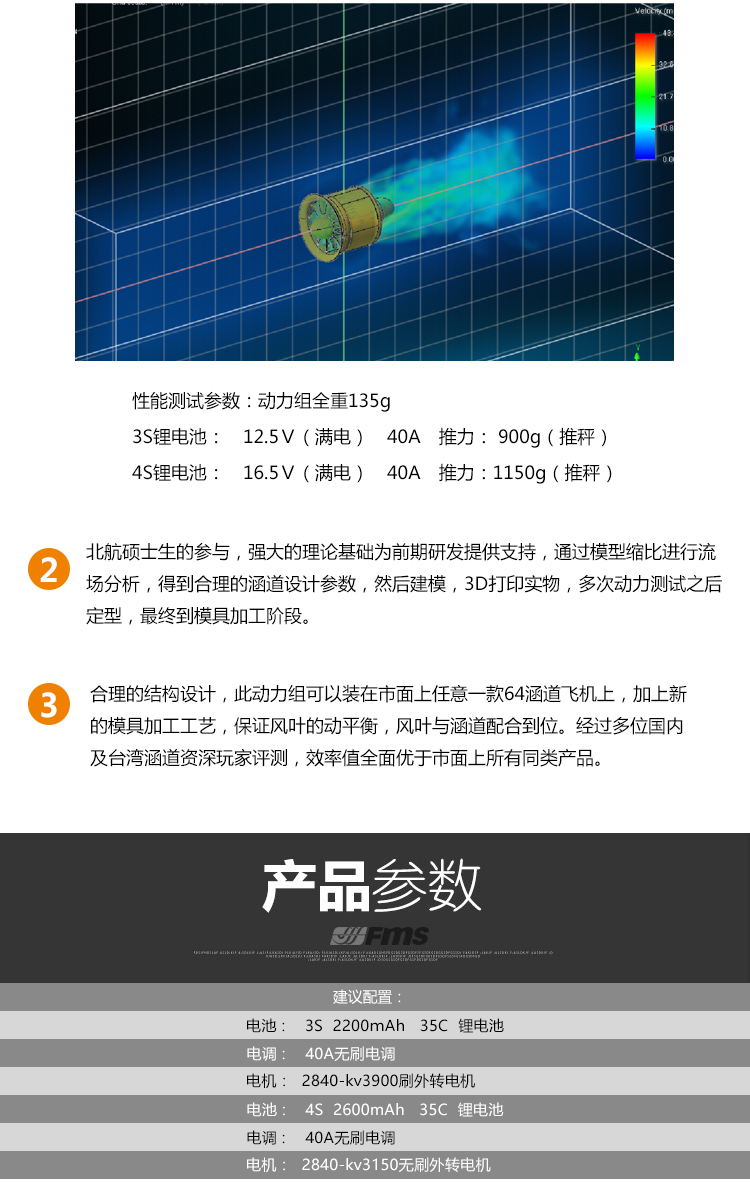 Velocity (m
43.
32.6
21.7
10.8
0.0
Y
性能测试参数：动力组全重135g
3S锂电池： 12.5V（满电） 40A 推力： 900g（推秤）
4S锂电池： 16.5V（满电） 40A 推力：1150g（推秤）
2
北航硕士生的参与，强大的理论基础为前期研发提供支持，通过模型缩比进行流
场分析，得到合理的涵道设计参数，然后建模，3D打印实物，多次动力测试之后
定型，最终到模具加工阶段。
3
合理的结构设计，此动力组可以装在市面上任意一款64涵道飞机上，加上新
的模具加工工艺，保证风叶的动平衡，风叶与涵道配合到位。经过多位国内
及台湾涵道资深玩家评测，效率值全面优于市面上所有同类产品。
产品参数
Fms
建议配置：
电池： 3S 2200mAh 35C 锂电池
电调： 40A无刷电调
电机： 2840-kv3900刷外转电机
电池： 4S 2600mAh 35C 锂电池
电调： 40A无刷电调
电机： 2840-kv3150无刷外转电机